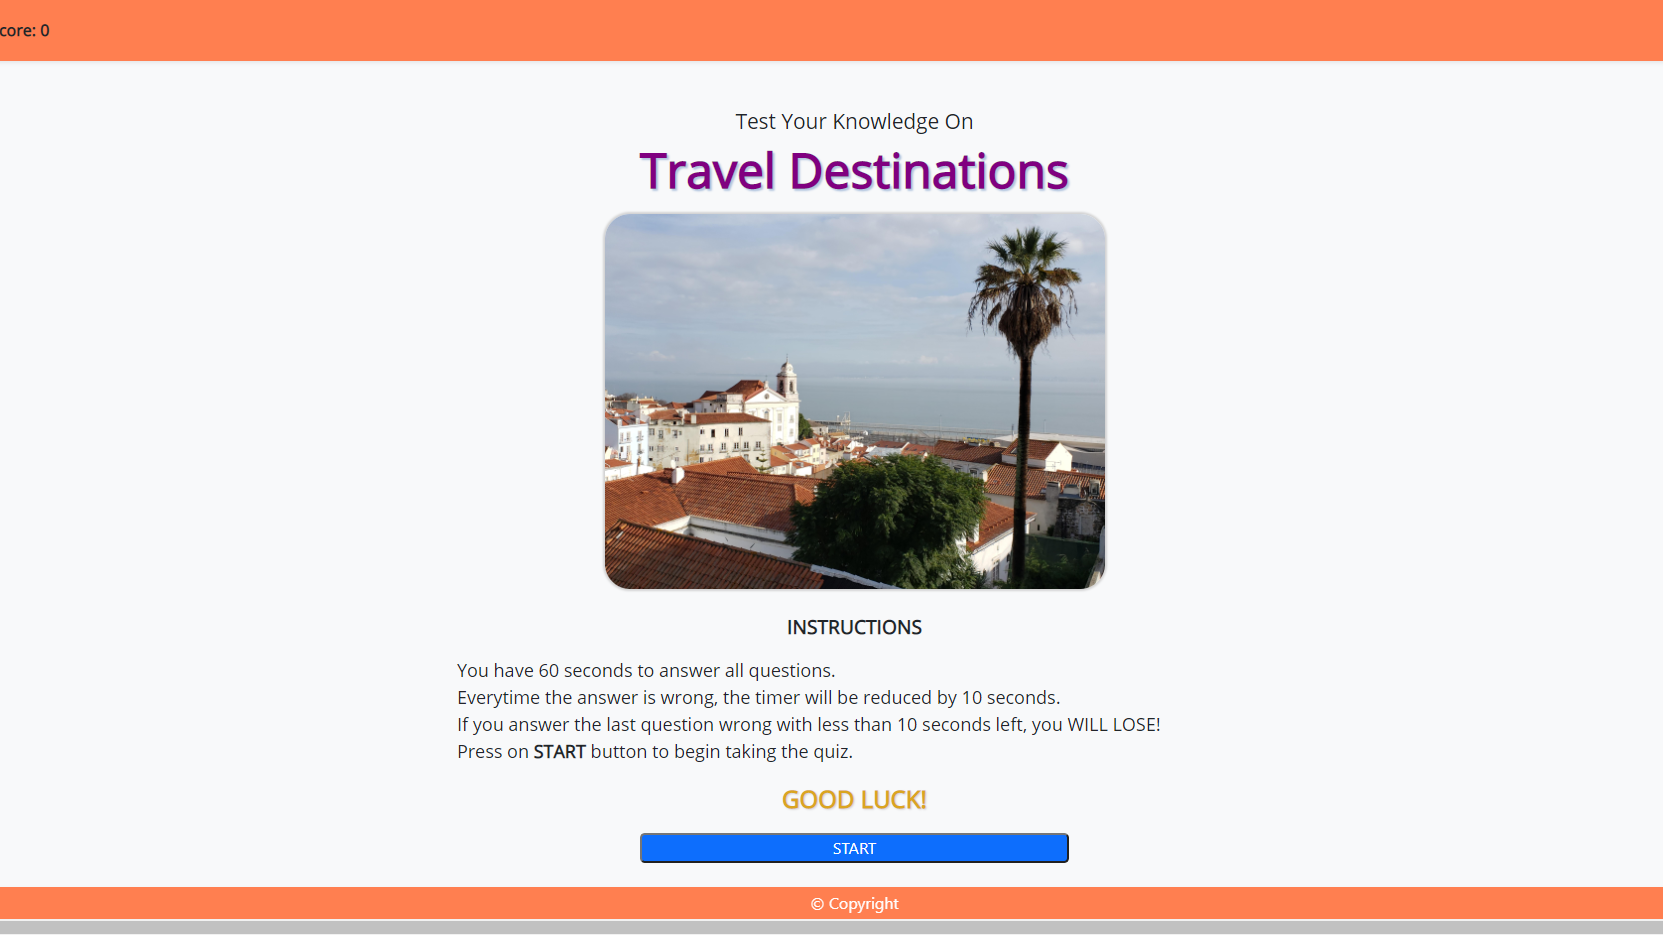 core: 0
Test Your Knowledge On
Travel Destinations
INSTRUCTIONS
You have 60 seconds to answer all questions.
Everytime the answer is wrong, the timer will be reduced by 10 seconds.
If you answer the last question wrong with less than 10 seconds left, you WILL LOSE!
Press on START button to begin taking the quiz.
GOOD LUCK!
START
© Copyright